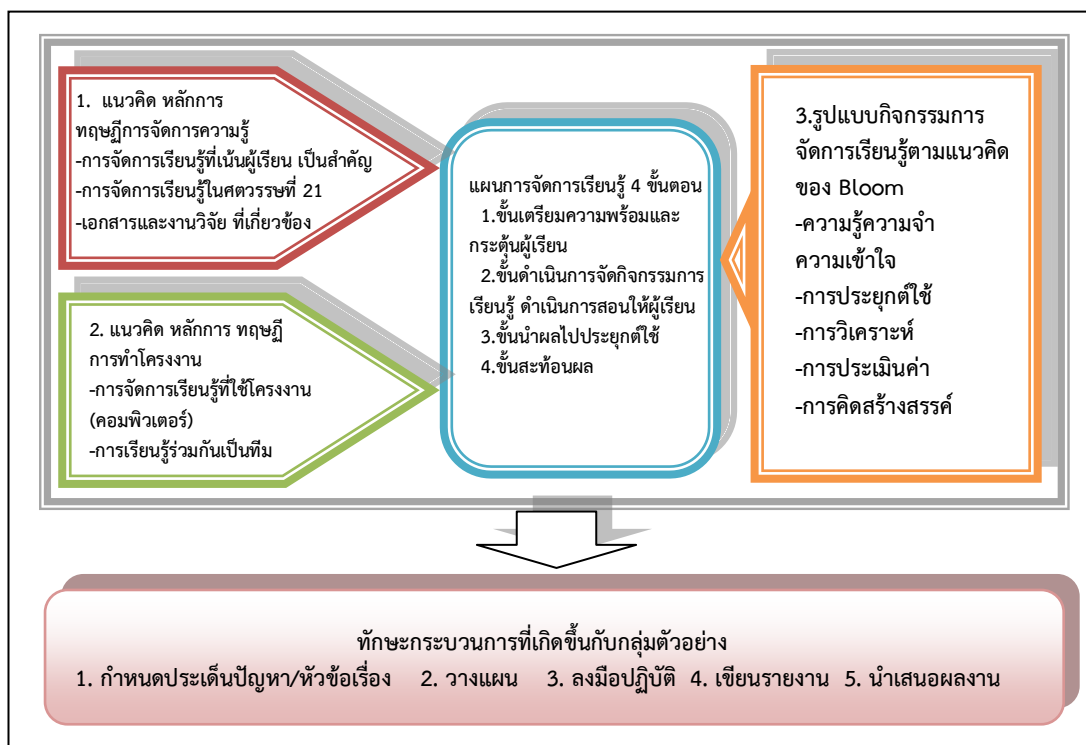 1. แนวคิด หลักการ
ทฤษฏีการจัดการความรู้
-การจัดการเรียนรู้ที่เน้นผู้เรียน เป็นสำคัญ
-การจัดการเรียนรู้ในศตวรรษที่ 21
-เอกสารและงานวิจัย ที่เกี่ยวข้อง
2. แนวคิด หลักการ ทฤษฏี
การทำโครงงาน
-การจัดการเรียนรู้ที่ใช้โครงงาน
(คอมพิวเตอร์)
-การเรียนรู้ร่วมกันเป็นทีม
แผนการจัดการเรียนรู้ 4 ขั้นตอน
1.ขั้นเตรียมความพร้อมและ
กระตุ้นผู้เรียน
2.ขั้นดำเนินการจัดกิจกรรมการ
เรียนรู้ ดำเนินการสอนให้ผู้เรียน
3.ขั้นนำผลไปประยุกต์ใช้
4.ขั้นสะท้อนผล
3.รูปแบบกิจกรรมการ
จัดการเรียนรู้ตามแนวคิด
ของ Bloom
-ความรู้ความจำ
ความเข้าใจ
-การประยุกต์ใช้
-การวิเคราะห์
-การประเมินค่า
-การคิดสร้างสรรค์
ทักษะกระบวนการที่เกิดขึ้นกับกลุ่มตัวอย่าง
1. กำหนดประเด็นปัญหา/หัวข้อเรื่อง 2. วางแผน 3. ลงมือปฏิบัติ 4. เขียนรายงาน 5. นำเสนอผลงาน